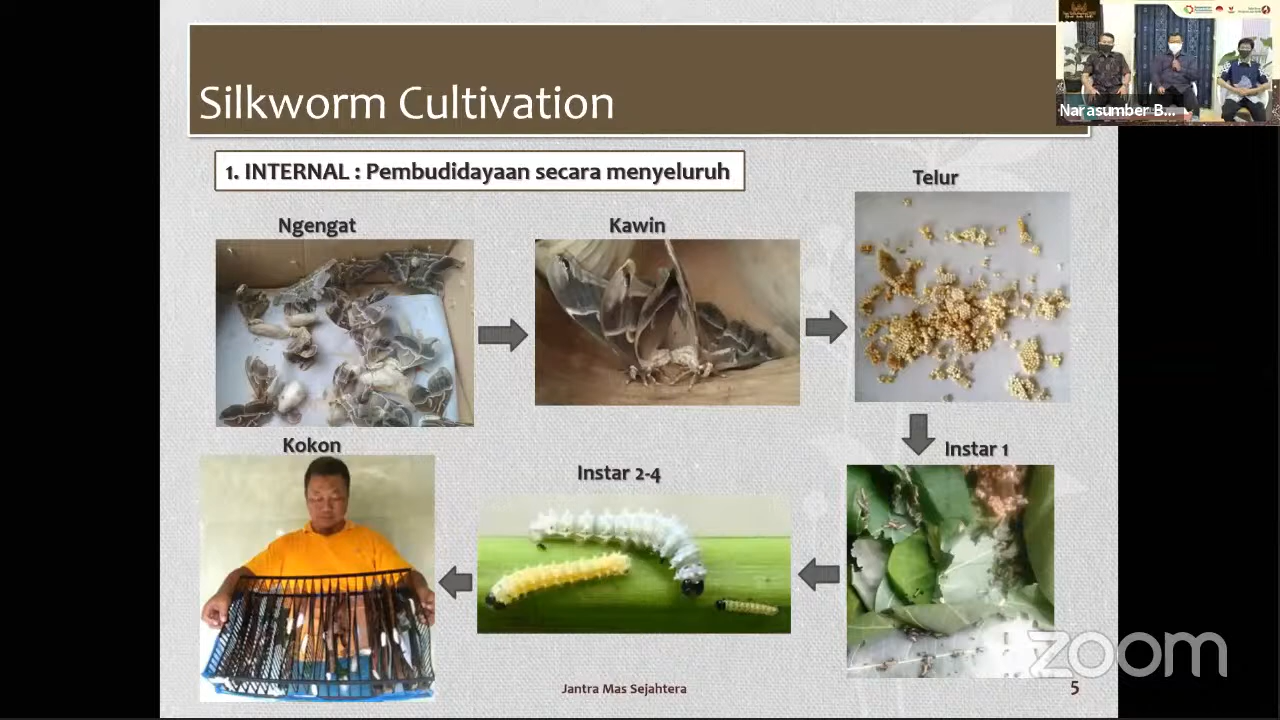 Silkworm Cultivation
Narasumber B...
1. INTERNAL : Pembudidayaan secara menyeluruh
Ngengat
Kawin
Telur
Instar 1
Instar 2-4
Kokon
Jantra Mas Sejahtera
5
zoom